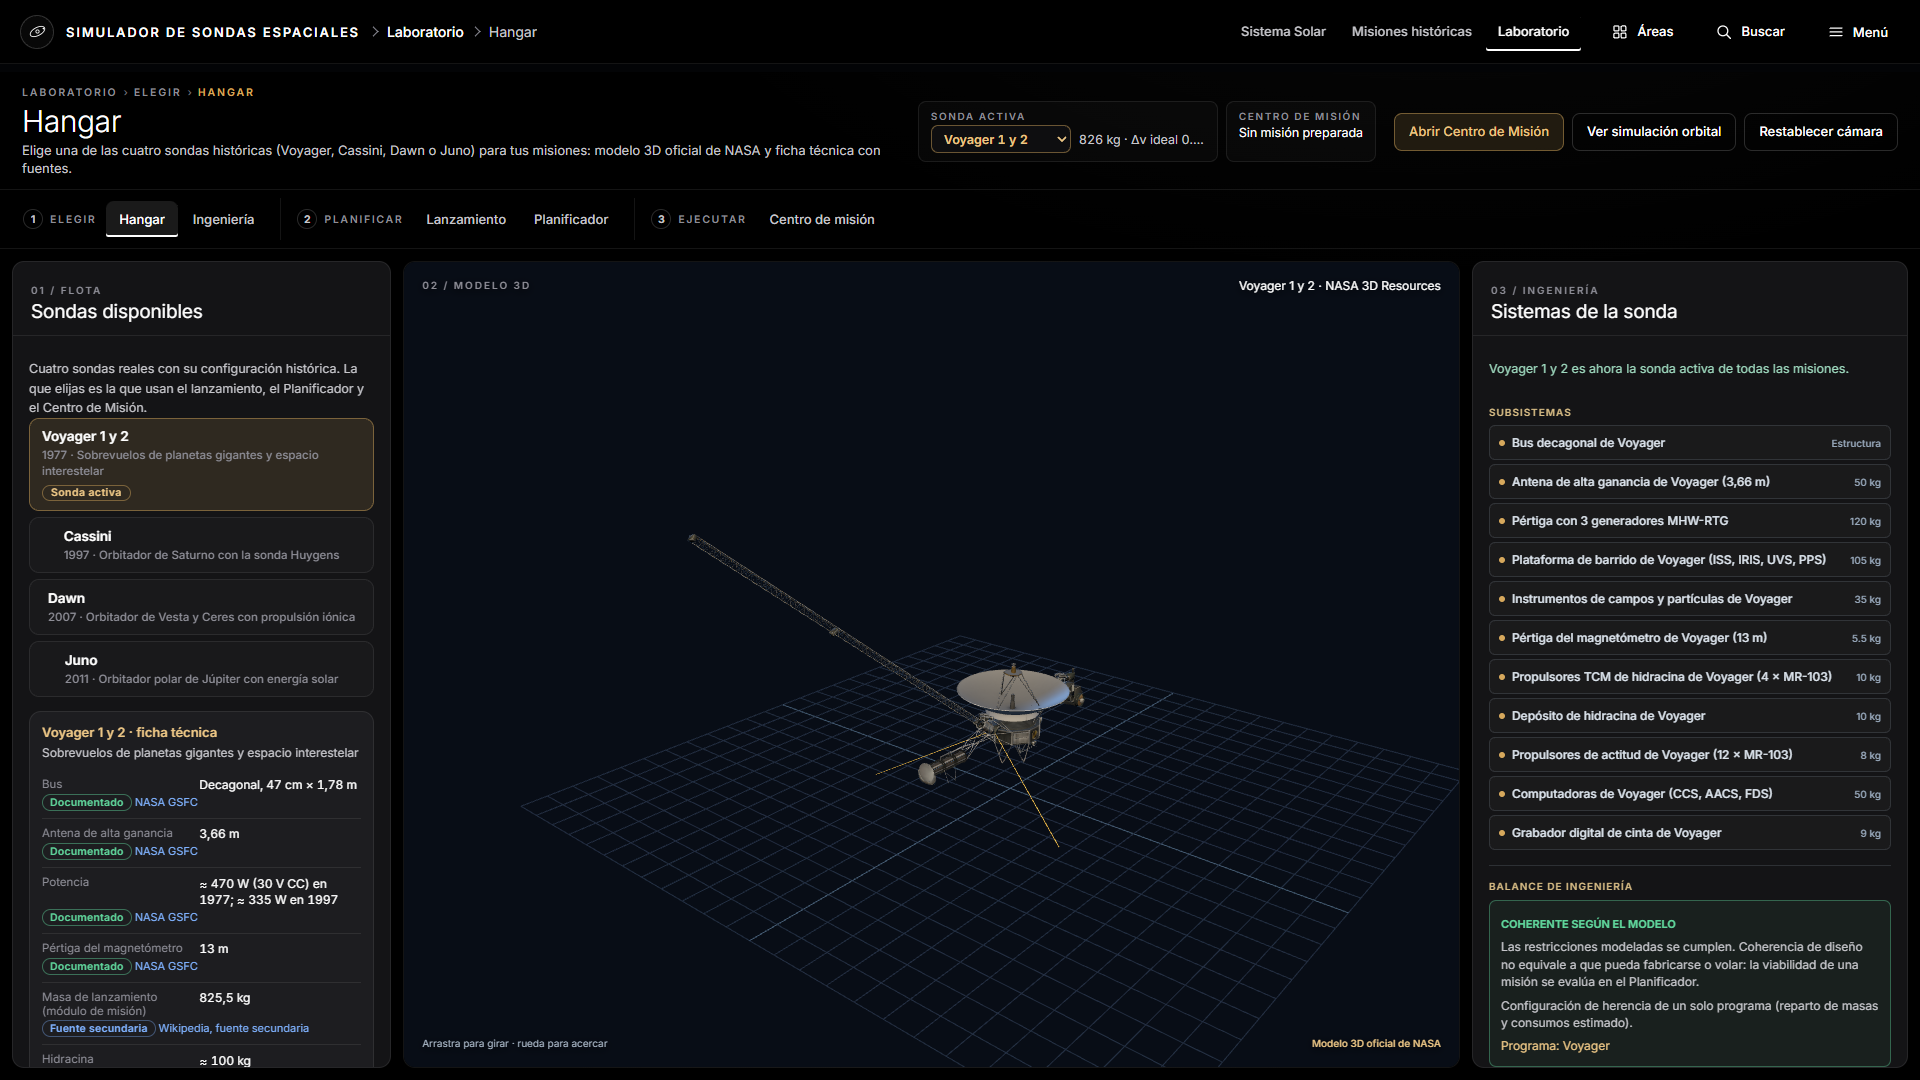 SIMULADOR DE SONDAS ESPACIALES
Laboratorio
Hangar
Sistema Solar
Misiones históricas
Laboratorio
Áreas
Buscar
Menú
LABORATORIO › ELEGIR › HANGAR
Hangar
Elige una de las cuatro sondas históricas (Voyager, Cassini, Dawn o Juno) para tus misiones: modelo 3D oficial de NASA y ficha técnica con
fuentes.
SONDA ACTIVA
Voyager 1 y 2
826 kg · Δv ideal 0....
CENTRO DE MISIÓN
Sin misión preparada
Abrir Centro de Misión
Ver simulación orbital
Restablecer cámara
1 ELEGIR
Hangar
Ingeniería
2 PLANIFICAR
Lanzamiento
Planificador
3 EJECUTAR
Centro de misión
01 / FLOTA
Sondas disponibles
Cuatro sondas reales con su configuración histórica. La
que elijas es la que usan el lanzamiento, el Planificador y
el Centro de Misión.
Voyager 1 y 2
1977 · Sobrevuelos de planetas gigantes y espacio
interestelar
Sonda activa
Cassini
1997 · Orbitador de Saturno con la sonda Huygens
Dawn
2007 · Orbitador de Vesta y Ceres con propulsión iónica
Juno
2011 · Orbitador polar de Júpiter con energía solar
Voyager 1 y 2 · ficha técnica
Sobrevuelos de planetas gigantes y espacio interestelar
Bus
Decagonal, 47 cm × 1,78 m
Documentado NASA GSFC
Antena de alta ganancia
3,66 m
Documentado NASA GSFC
Potencia
≈ 470 W (30 V CC) en
1977; ≈ 335 W en 1997
Documentado NASA GSFC
Pértiga del magnetómetro
13 m
Documentado NASA GSFC
Masa de lanzamiento
(módulo de misión)
825,5 kg
Fuente secundaria Wikipedia, fuente secundaria
Hidracina
≈ 100 kg
02 / MODELO 3D
Voyager 1 y 2 · NASA 3D Resources
Arrastra para girar · rueda para acercar
Modelo 3D oficial de NASA
03 / INGENIERÍA
Sistemas de la sonda
Voyager 1 y 2 es ahora la sonda activa de todas las misiones.
SUBSISTEMAS
Bus decagonal de Voyager
Estructura
Antena de alta ganancia de Voyager (3,66 m)
50 kg
Pértiga con 3 generadores MHW-RTG
120 kg
Plataforma de barrido de Voyager (ISS, IRIS, UVS, PPS)
105 kg
Instrumentos de campos y partículas de Voyager
35 kg
Pértiga del magnetómetro de Voyager (13 m)
5.5 kg
Propulsores TCM de hidracina de Voyager (4 × MR-103)
10 kg
Depósito de hidracina de Voyager
10 kg
Propulsores de actitud de Voyager (12 × MR-103)
8 kg
Computadoras de Voyager (CCS, AACS, FDS)
50 kg
Grabador digital de cinta de Voyager
9 kg
BALANCE DE INGENIERÍA
COHERENTE SEGÚN EL MODELO
Las restricciones modeladas se cumplen. Coherencia de diseño
no equivale a que pueda fabricarse o volar: la viabilidad de una
misión se evalúa en el Planificador.
Configuración de herencia de un solo programa (reparto de masas
y consumos estimado).
Programa: Voyager